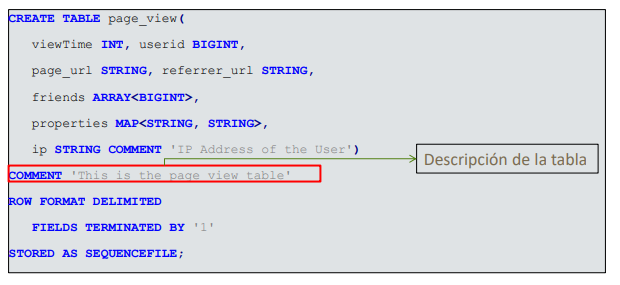 CREATE TABLE page_view(
viewTime INT, userid BIGINT,
page_url STRING, referrer_url STRING,
friends ARRAY<BIGINT>,
properties MAP<STRING, STRING>,
ip STRING COMMENT 'IP Address of the User')
Descripción de la tabla
COMMENT 'This is the page view table'
ROW FORMAT DELIMITED
FIELDS TERMINATED BY '1'
STORED AS SEQUENCEFILE;